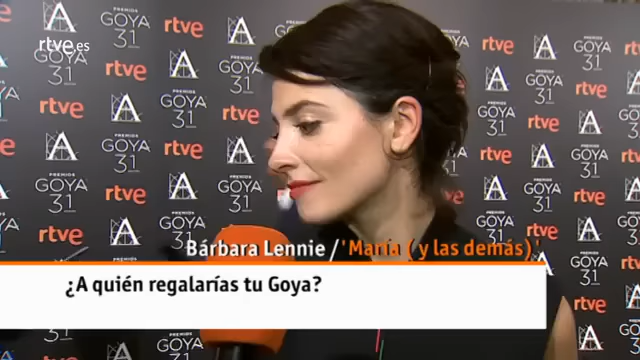 rtve.es
PREMIOS GOYA 31
rtve
Bárbara Lennie / 'María ( y las demás)'
¿A quién regalarías tu Goya?